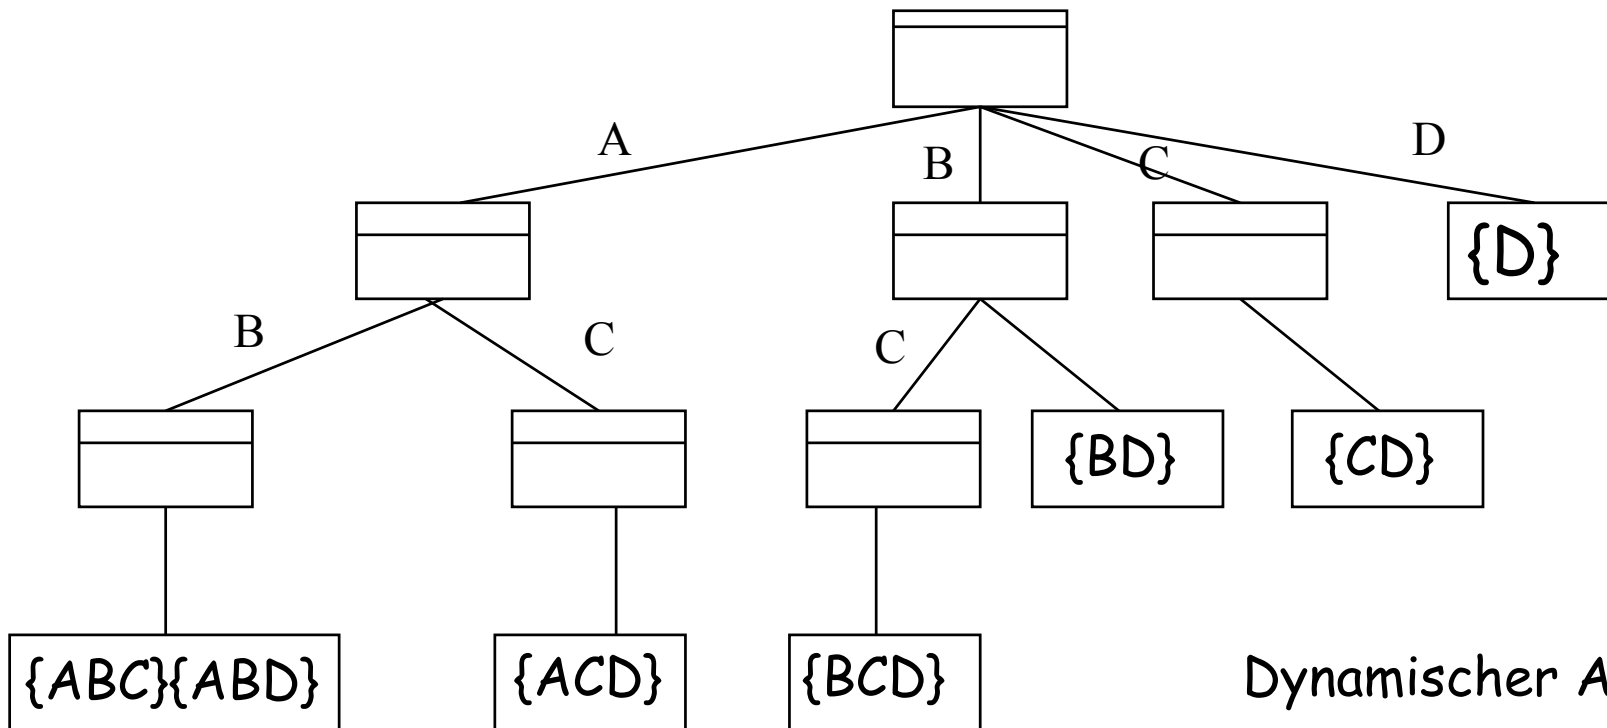 A
B
C
D
{D}
B
C
C
{BD}
{CD}
{ABC}{ABD}
{ACD}
{BCD}
Dynamischer